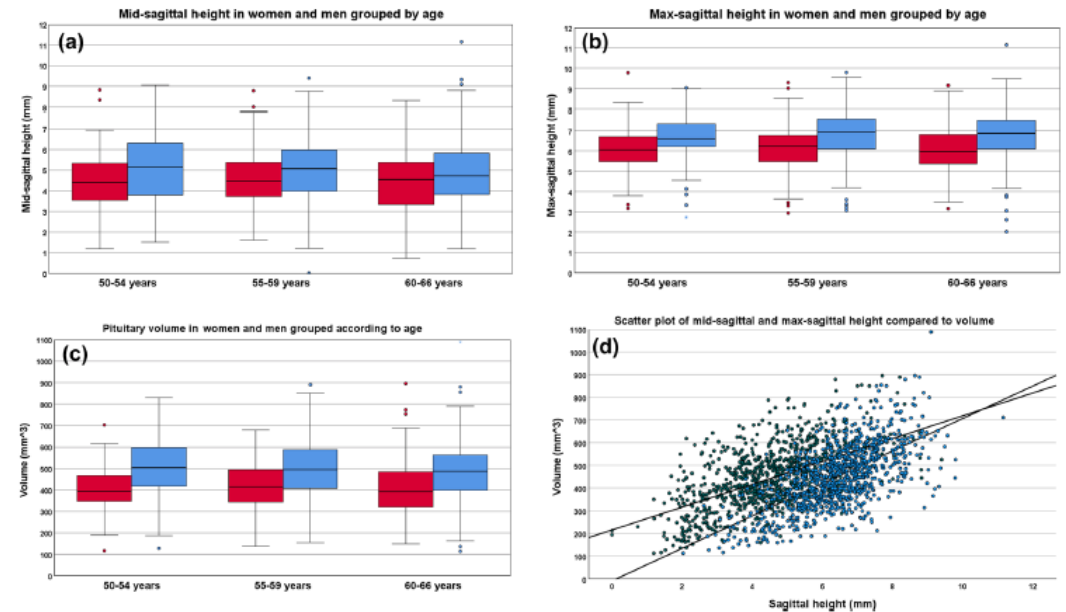 Mid-sagittal height in women and men grouped by age
(a)
Mid-sagittal height (mm)
12
11
10
9
8
7
6
5
4
3
2
1
0
50-54 years 55-59 years 60-66 years
Max-sagittal height in women and men grouped by age
(b)
Max-sagittal height (mm)
12
11
10
9
8
7
6
5
4
3
2
1
0
50-54 years 55-59 years 60-66 years
Pituitary volume in women and men grouped according to age
(c)
Volume (mm^3)
1100
1000
900
800
700
600
500
400
300
200
100
0
50-54 years 55-59 years 60-66 years
Scatter plot of mid-sagittal and max-sagittal height compared to volume
(d)
Volume (mm^3)
1100
1000
900
800
700
600
500
400
300
200
100
0
0 2 4 6 8 10 12
Sagittal height (mm)